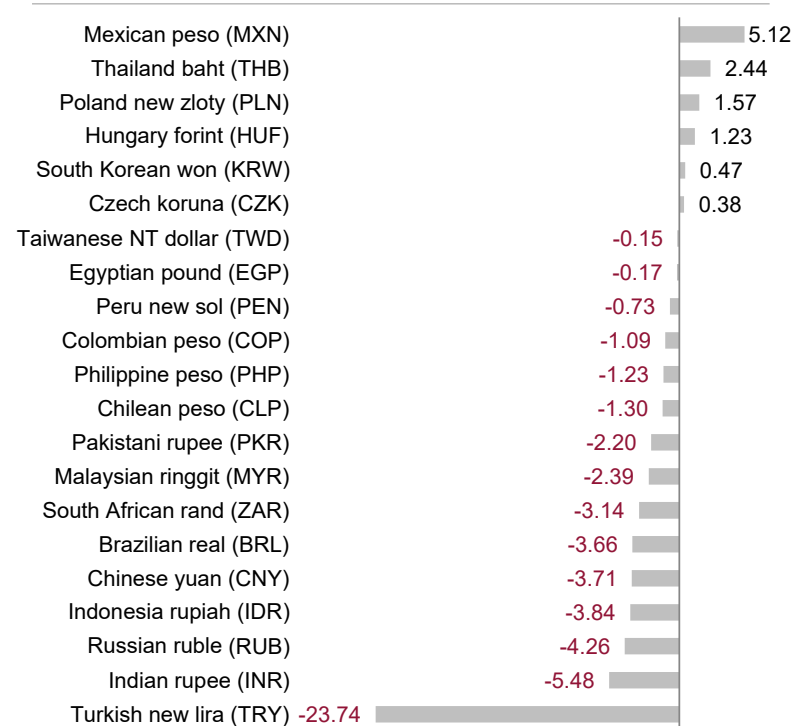 Mexican peso (MXN) 5.12
Thailand baht (THB) 2.44
Poland new zloty (PLN) 1.57
Hungary forint (HUF) 1.23
South Korean won (KRW) 0.47
Czech koruna (CZK) 0.38
Taiwanese NT dollar (TWD) -0.15
Egyptian pound (EGP) -0.17
Peru new sol (PEN) -0.73
Colombian peso (COP) -1.09
Philippine peso (PHP) -1.23
Chilean peso (CLP) -1.30
Pakistani rupee (PKR) -2.20
Malaysian ringgit (MYR) -2.39
South African rand (ZAR) -3.14
Brazilian real (BRL) -3.66
Chinese yuan (CNY) -3.71
Indonesia rupiah (IDR) -3.84
Russian ruble (RUB) -4.26
Indian rupee (INR) -5.48
Turkish new lira (TRY) -23.74